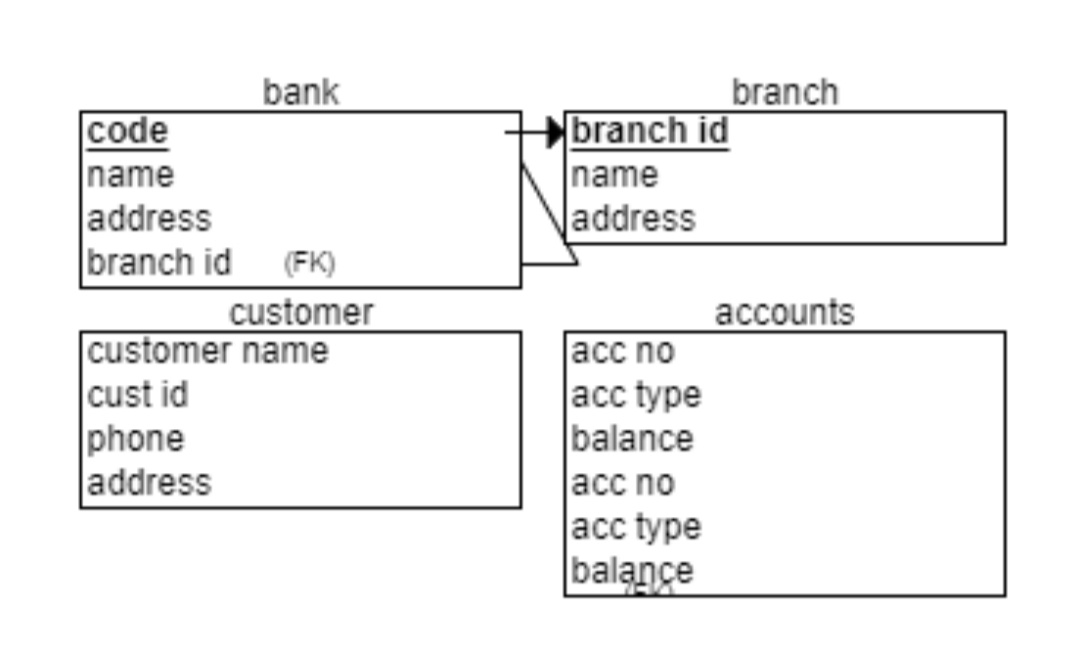 bank
code
name
address
branch id (FK)
branch
branch id
name
address
customer
customer name
cust id
phone
address
accounts
acc no
acc type
balance
acc no
acc type
balance
(FK)